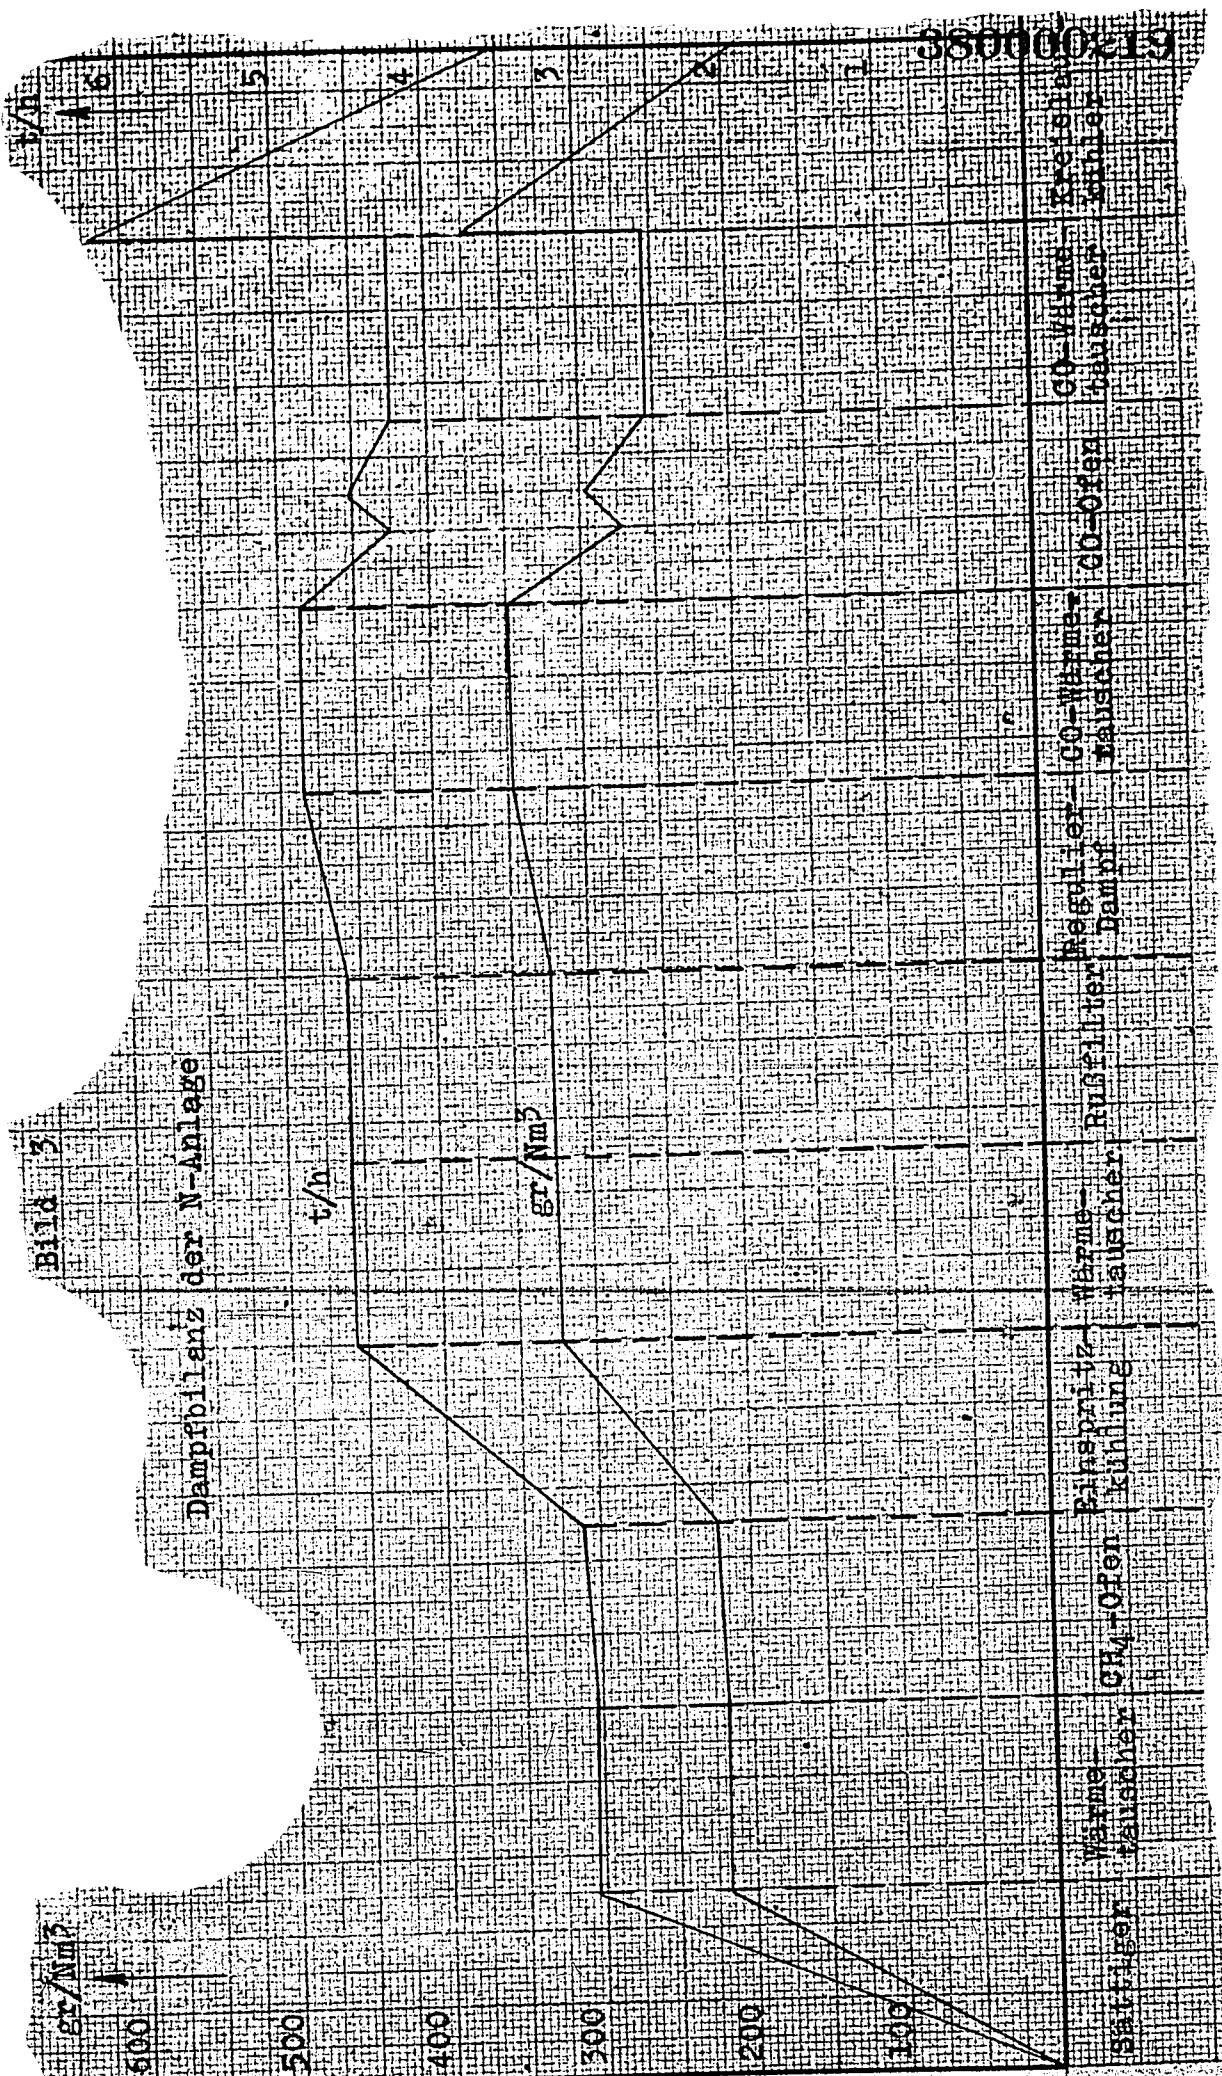 380000219
Bild 3
Dampfbilanz der N-Anlage
gr/Nm3
600
500
400
300
200
100
t/h
6
5
4
3
2
1
t/h
gr/Nm3
Sättiger
Wärme-
tauscher
CH4-Ofen
Einspritz-
kühlung
Wärme-
tauscher
Rußfilter
Regulier-
Dampf
CO-Wärme-
tauscher
CO-Ofen
CO-Wärme-
tauscher
Kreislauf
kühler